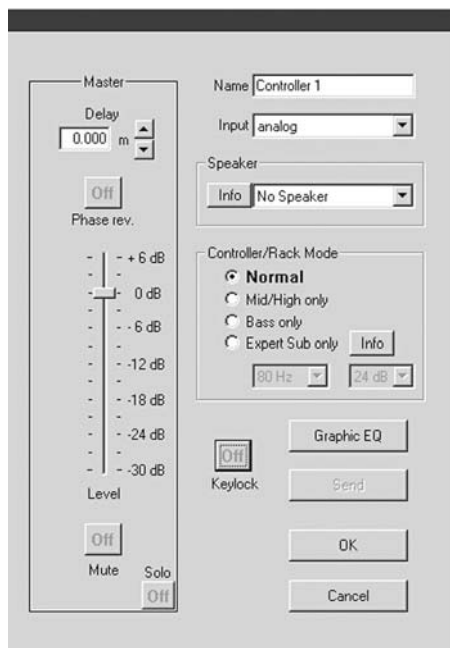 Master
Delay
0.000 m
Off
Phase rev.
+ 6 dB
0 dB
- 6 dB
-12 dB
-18 dB
-24 dB
-30 dB
Level
Off
Mute
Solo
Off
Name Controller 1
Input analog
Speaker
Info No Speaker
Controller/Rack Mode
Normal
Mid/High only
Bass only
Expert Sub only Info
80 Hz 24 dB
Off
Keylock
Graphic EQ
Send
OK
Cancel